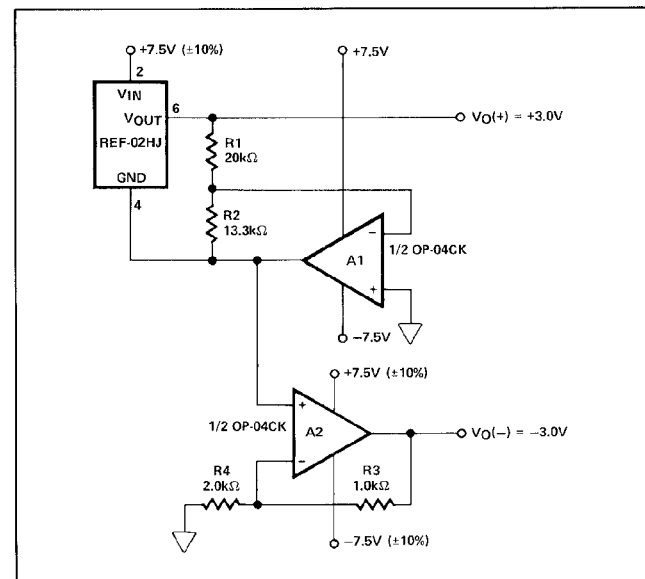 +7.5V (±10%)
2
VIN
VOUT
6
REF-02HJ
GND
4
+7.5V
VO(+) = +3.0V
R1
20kΩ
R2
13.3kΩ
−
A1
+
1/2 OP-04CK
−7.5V
+7.5V (±10%)
+
1/2 OP-04CK
A2
−
VO(−) = −3.0V
R4
2.0kΩ
R3
1.0kΩ
−7.5V (±10%)